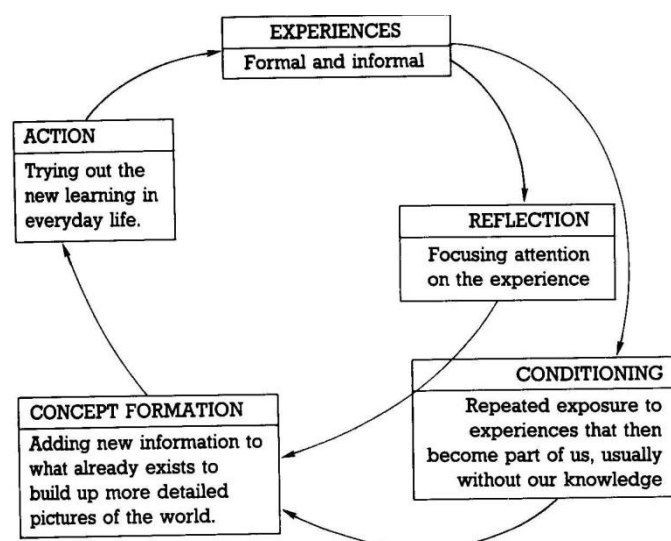 EXPERIENCES
Formal and informal
ACTION
Trying out the
new learning in
everyday life.
REFLECTION
Focusing attention
on the experience
CONDITIONING
Repeated exposure to
experiences that then
become part of us, usually
without our knowledge
CONCEPT FORMATION
Adding new information to
what already exists to
build up more detailed
pictures of the world.